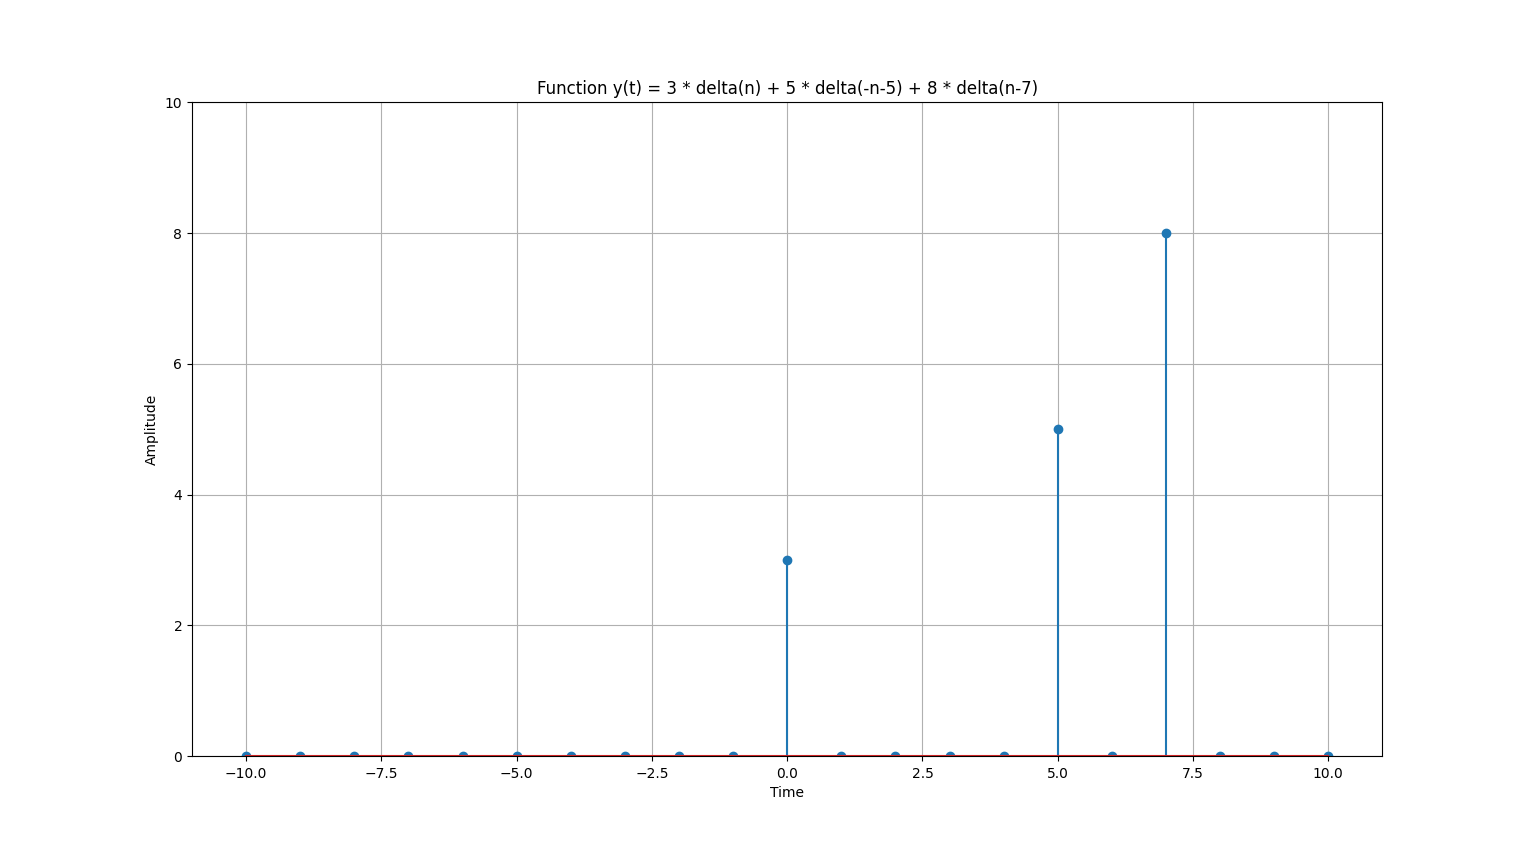 Function y(t) = 3 * delta(n) + 5 * delta(-n-5) + 8 * delta(n-7)
10
8
6
4
2
0
Amplitude
−10.0 −7.5 −5.0 −2.5 0.0 2.5 5.0 7.5 10.0
Time